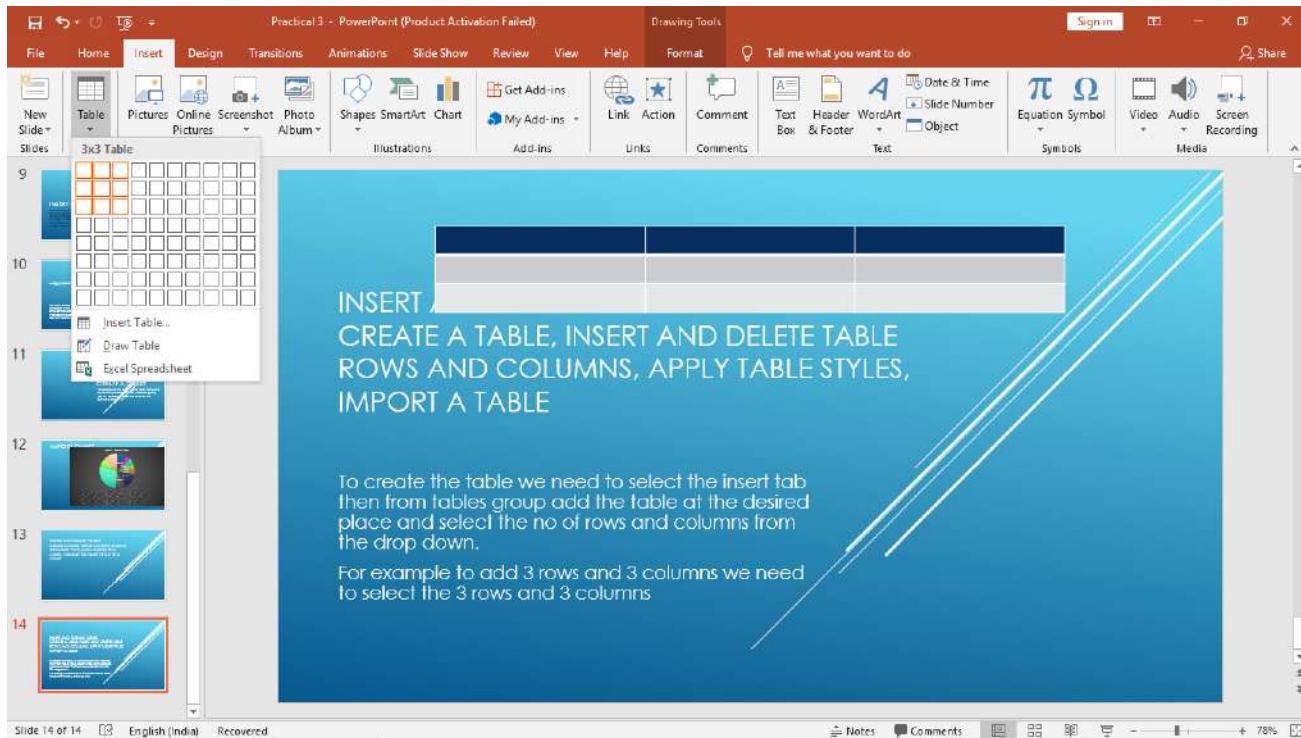 Practical 3 - PowerPoint (Product Activation Failed)
Drawing Tools
Sign in
File Home Insert Design Transitions Animations Slide Show Review View Help Format Tell me what you want to do Share
New Slide
Table
Pictures
Online Pictures
Screenshot
Photo Album
Shapes SmartArt Chart
Get Add-ins
My Add-ins
Link Action
Comment
Text Box
Header & Footer
WordArt
Date & Time
Slide Number
Object
Equation Symbol
Video Audio
Screen Recording
Slides
Illustrations
Add-ins
Links
Comments
Text
Symbols
Media
3x3 Table
Insert Table...
Draw Table
Excel Spreadsheet
9
10
11
12
13
14
INSERT
CREATE A TABLE, INSERT AND DELETE TABLE
ROWS AND COLUMNS, APPLY TABLE STYLES,
IMPORT A TABLE
To create the table we need to select the insert tab
then from tables group add the table at the desired
place and select the no of rows and columns from
the drop down.
For example to add 3 rows and 3 columns we need
to select the 3 rows and 3 columns
Slide 14 of 14 English (India) Recovered Notes Comments 78%